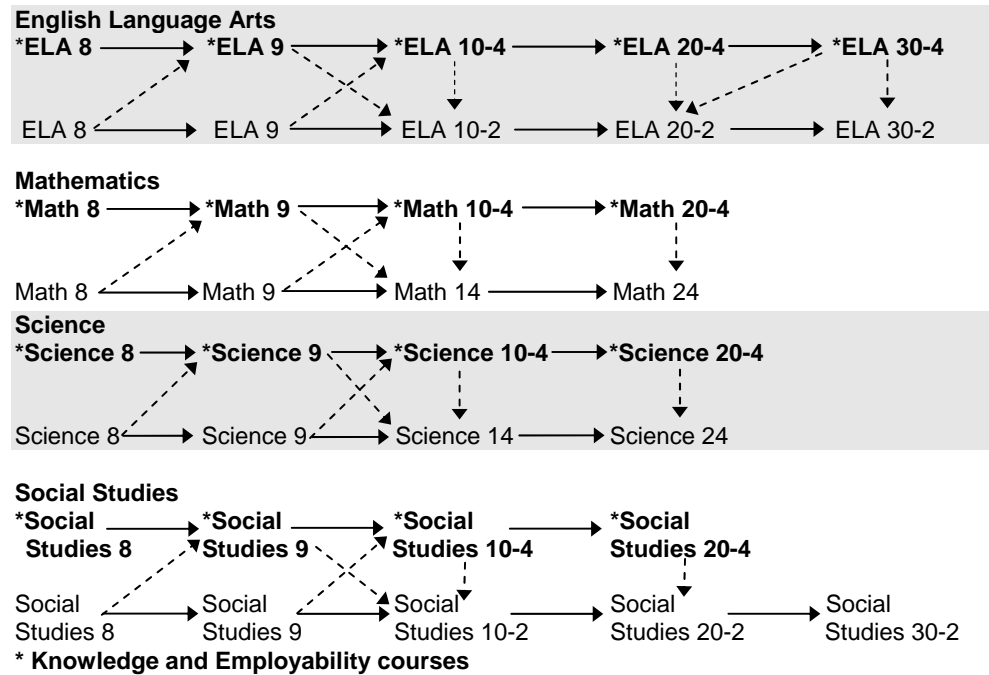 English Language Arts
*ELA 8 *ELA 9 *ELA 10-4 *ELA 20-4 *ELA 30-4
ELA 8 ELA 9 ELA 10-2 ELA 20-2 ELA 30-2
Mathematics
*Math 8 *Math 9 *Math 10-4 *Math 20-4
Math 8 Math 9 Math 14 Math 24
Science
*Science 8 *Science 9 *Science 10-4 *Science 20-4
Science 8 Science 9 Science 14 Science 24
Social Studies
*Social *Social *Social *Social
Studies 8 Studies 9 Studies 10-4 Studies 20-4
Social Social Social Social Social
Studies 8 Studies 9 Studies 10-2 Studies 20-2 Studies 30-2
* Knowledge and Employability courses